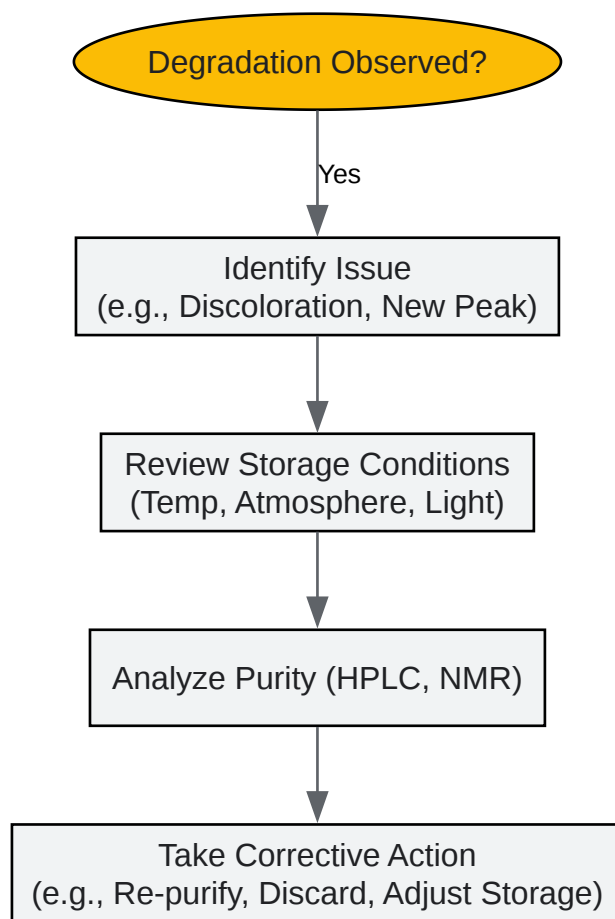 Degradation Observed?
Yes
Identify Issue
(e.g., Discoloration, New Peak)
Review Storage Conditions
(Temp, Atmosphere, Light)
Analyze Purity (HPLC, NMR)
Take Corrective Action
(e.g., Re-purify, Discard, Adjust Storage)